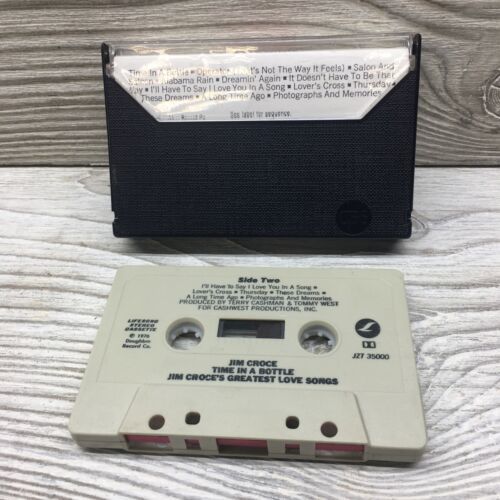 Time In A Bottle ▪ Operator (That's Not The Way It Feels) ▪ Salon And
Saloon ▪ Alabama Rain ▪ Dreamin' Again ▪ It Doesn't Have To Be That
Way ▪ I'll Have To Say I Love You In A Song ▪ Lover's Cross ▪ Thursday
These Dreams ▪ A Long Time Ago ▪ Photographs And Memories
See label for sequence.
Side Two
I'll Have To Say I Love You In A Song ▪
Lover's Cross ▪ Thursday ▪ These Dreams ▪
A Long Time Ago ▪ Photographs And Memories
PRODUCED BY TERRY CASHMAN & TOMMY WEST
FOR CASHWEST PRODUCTIONS, INC.
LIFESONG
STEREO
CASSETTE
℗ 1976
Doughbro
Record Co.
JZT 35000
JIM CROCE
TIME IN A BOTTLE
JIM CROCE'S GREATEST LOVE SONGS